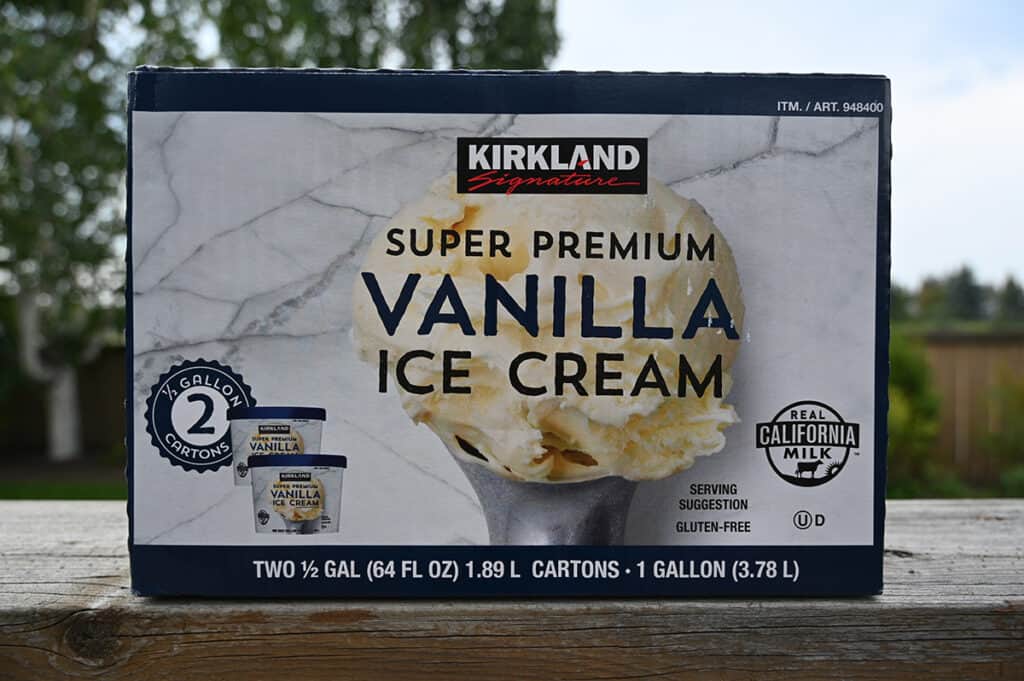 ITM. / ART. 948400
KIRKLAND
Signature
SUPER PREMIUM
VANILLA
ICE CREAM
½ GALLON
2
CARTONS
KIRKLAND
SUPER PREMIUM
VANILLA
KIRKLAND
SUPER PREMIUM
VANILLA
ICE CREAM
REAL
CALIFORNIA
MILK
SERVING
SUGGESTION
GLUTEN-FREE
U D
TWO ½ GAL (64 FL OZ) 1.89 L CARTONS • 1 GALLON (3.78 L)